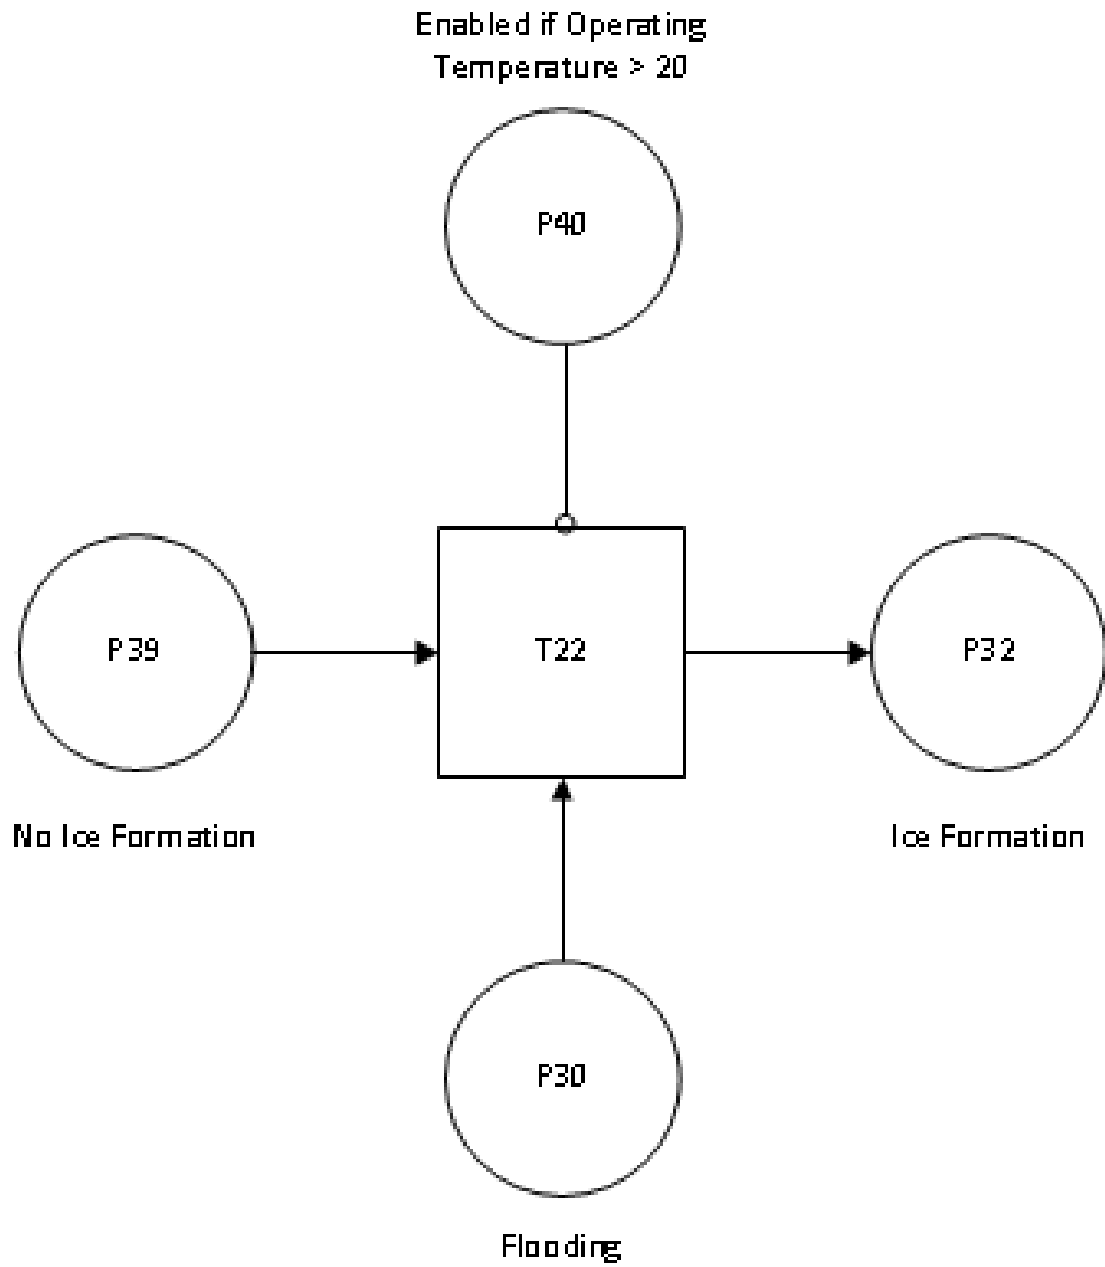 Enabled if Operating
Temperature > 20
P40
P39
T22
P32
No Ice Formation
Ice Formation
P30
Flooding